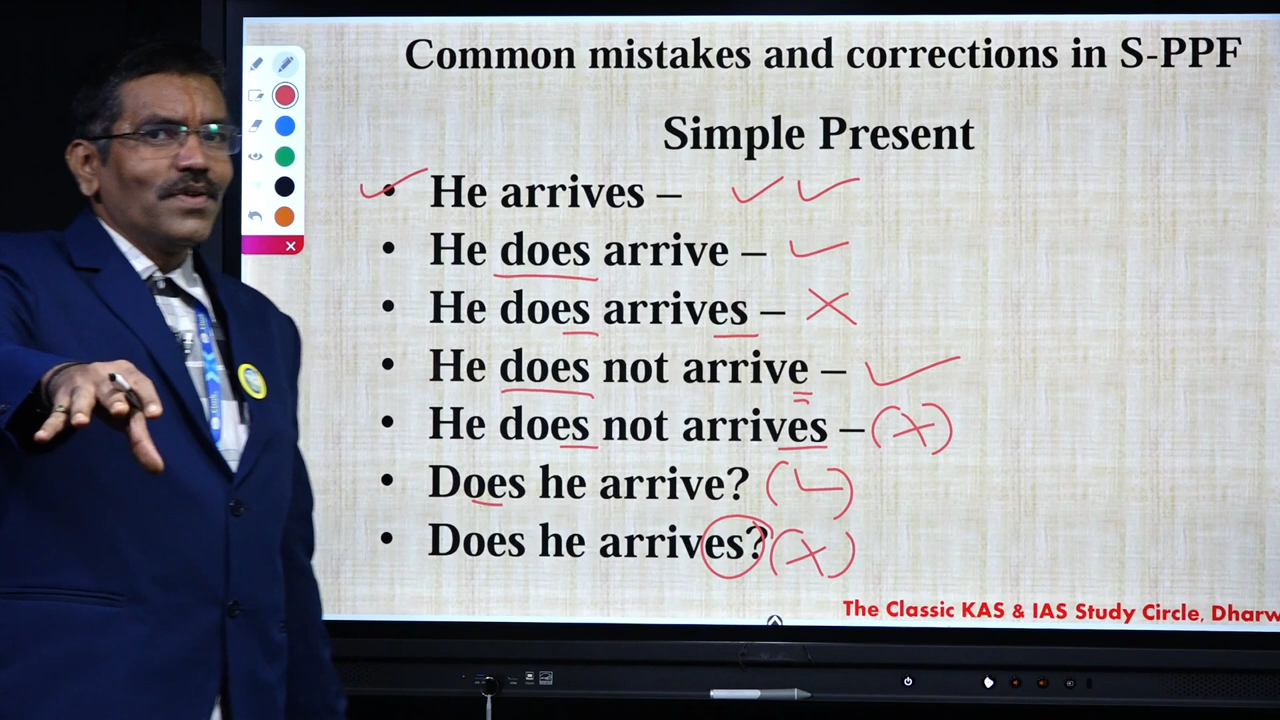 Common mistakes and corrections in S-PPF
Simple Present
• He arrives –
• He does arrive –
• He does arrives –
• He does not arrive –
• He does not arrives –
• Does he arrive?
• Does he arrives?
The Classic KAS & IAS Study Circle, Dharw